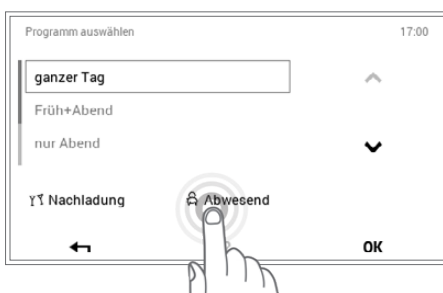 Programm auswählen 17:00
ganzer Tag
Früh+Abend
nur Abend
Nachladung Abwesend
OK